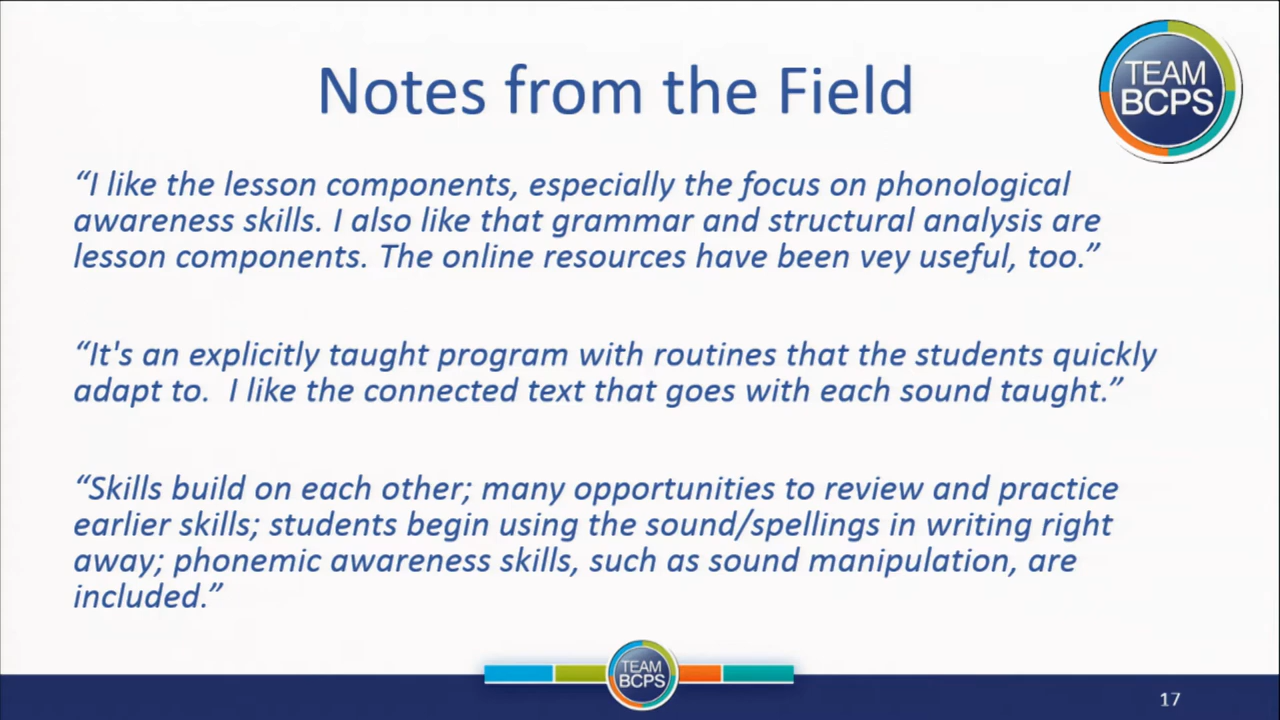 Notes from the Field
TEAM
BCPS
“I like the lesson components, especially the focus on phonological
awareness skills. I also like that grammar and structural analysis are
lesson components. The online resources have been vey useful, too.”
“It's an explicitly taught program with routines that the students quickly
adapt to.  I like the connected text that goes with each sound taught.”
“Skills build on each other; many opportunities to review and practice
earlier skills; students begin using the sound/spellings in writing right
away; phonemic awareness skills, such as sound manipulation, are
included.”
TEAM
BCPS
17